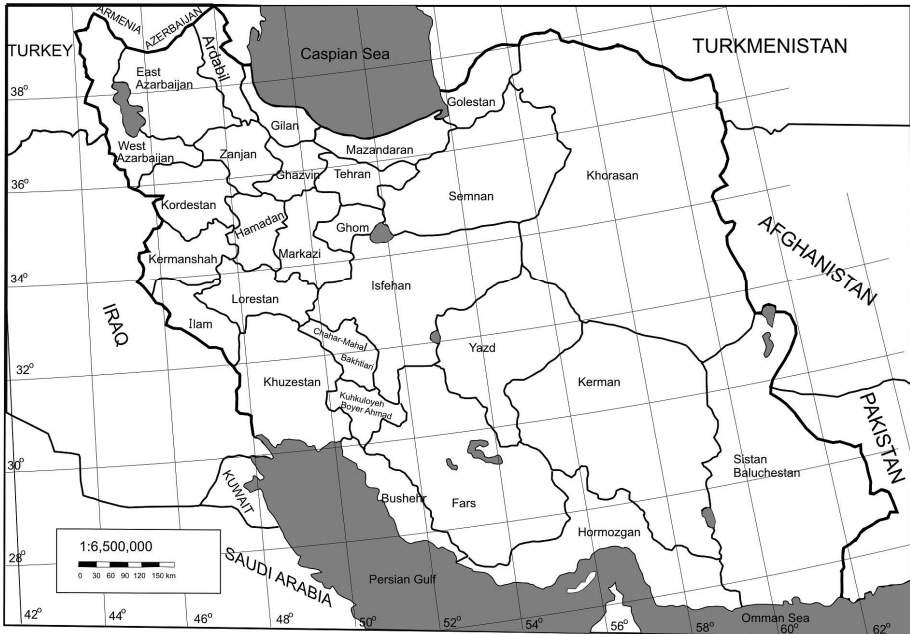 ARMENIA
AZERBAIJAN
TURKEY
Caspian Sea
TURKMENISTAN
East
Azarbaijan
Ardabil
38°
Golestan
Gilan
West
Azarbaijan
Zanjan
Mazandaran
Ghazvin
Tehran
Khorasan
36°
Semnan
Kordestan
Hamadan
Ghom
AFGHANISTAN
Kermanshah
Markazi
34°
Isfehan
Lorestan
IRAQ
Ilam
Chahar-Mahal
Bakhtian
Yazd
32°
Khuzestan
Kerman
Kuhkuloyeh
Boyer Ahmad
PAKISTAN
30°
Sistan
Baluchestan
KUWAIT
Bushehr
Fars
Hormozgan
1:6,500,000
28°
0 30 60 90 120 150 km
SAUDI ARABIA
Persian Gulf
Omman Sea
42° 44° 46° 48° 50° 52° 54° 56° 58° 60° 62°